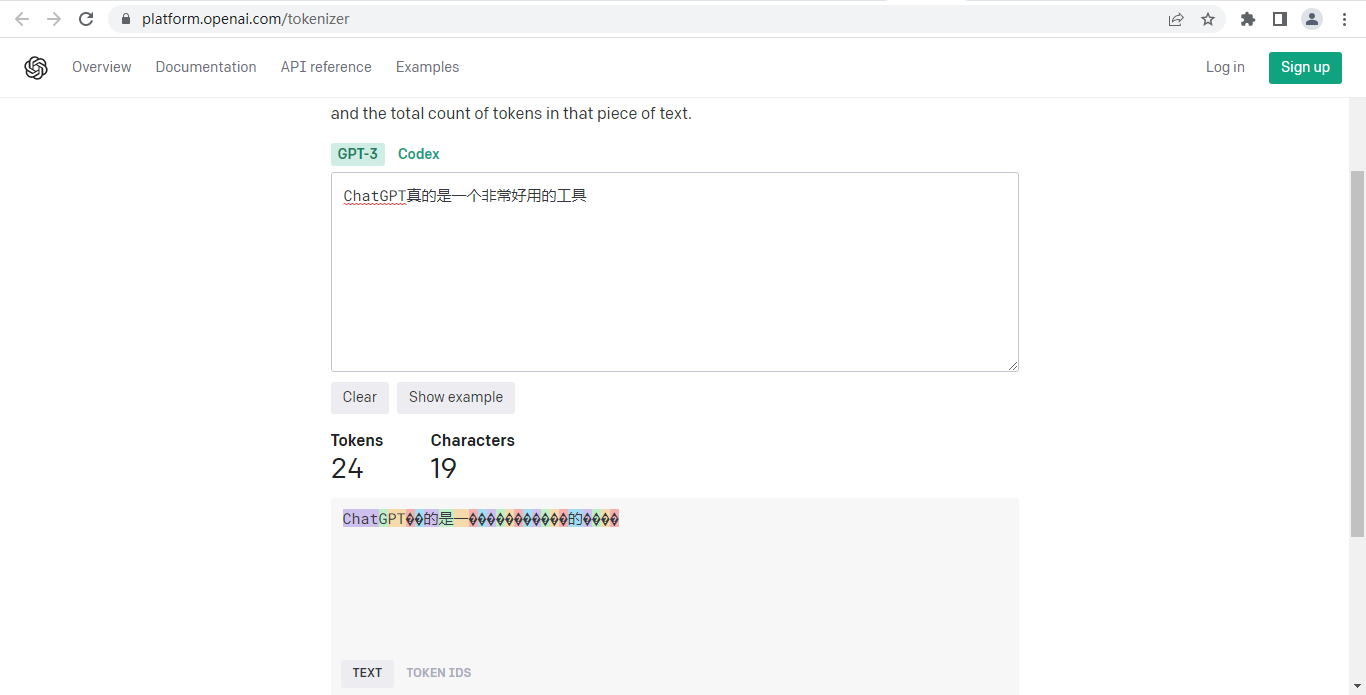 platform.openai.com/tokenizer
Overview Documentation API reference Examples Log in Sign up
and the total count of tokens in that piece of text.
GPT-3 Codex
ChatGPT真的是一个非常好用的工具
Clear Show example
Tokens Characters
24 19
ChatGPT��的是一������������的����
TEXT TOKEN IDS